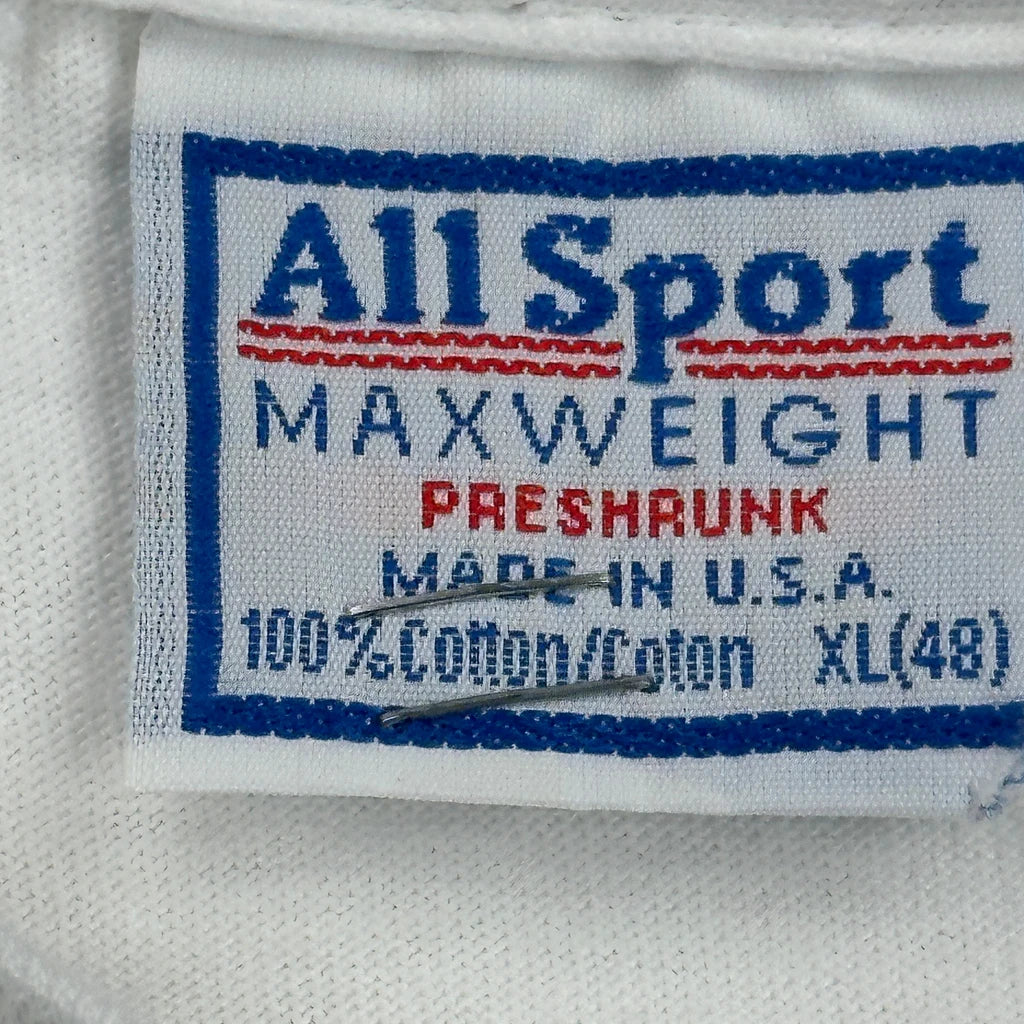 All Sport
MAXWEIGHT
PRESHRUNK
MADE IN U.S.A.
100% Cotton/Coton XL(48)